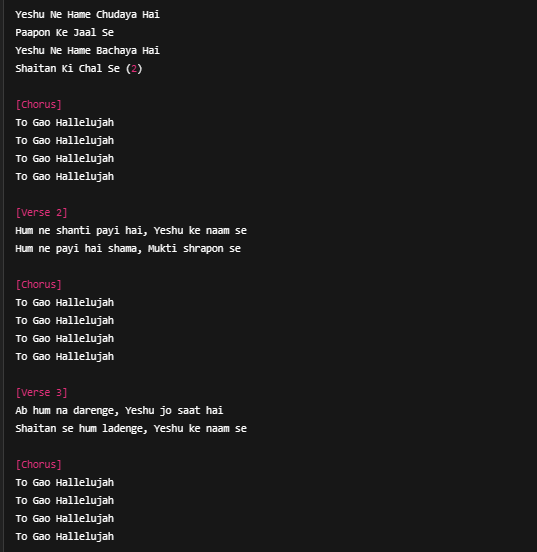 Yeshu Ne Hame Chudaya Hai
Paapon Ke Jaal Se
Yeshu Ne Hame Bachaya Hai
Shaitan Ki Chal Se (2)
[Chorus]
To Gao Hallelujah
To Gao Hallelujah
To Gao Hallelujah
To Gao Hallelujah
[Verse 2]
Hum ne shanti payi hai, Yeshu ke naam se
Hum ne payi hai shama, Mukti shrapon se
[Chorus]
To Gao Hallelujah
To Gao Hallelujah
To Gao Hallelujah
To Gao Hallelujah
[Verse 3]
Ab hum na darenge, Yeshu jo saat hai
Shaitan se hum ladenge, Yeshu ke naam se
[Chorus]
To Gao Hallelujah
To Gao Hallelujah
To Gao Hallelujah
To Gao Hallelujah